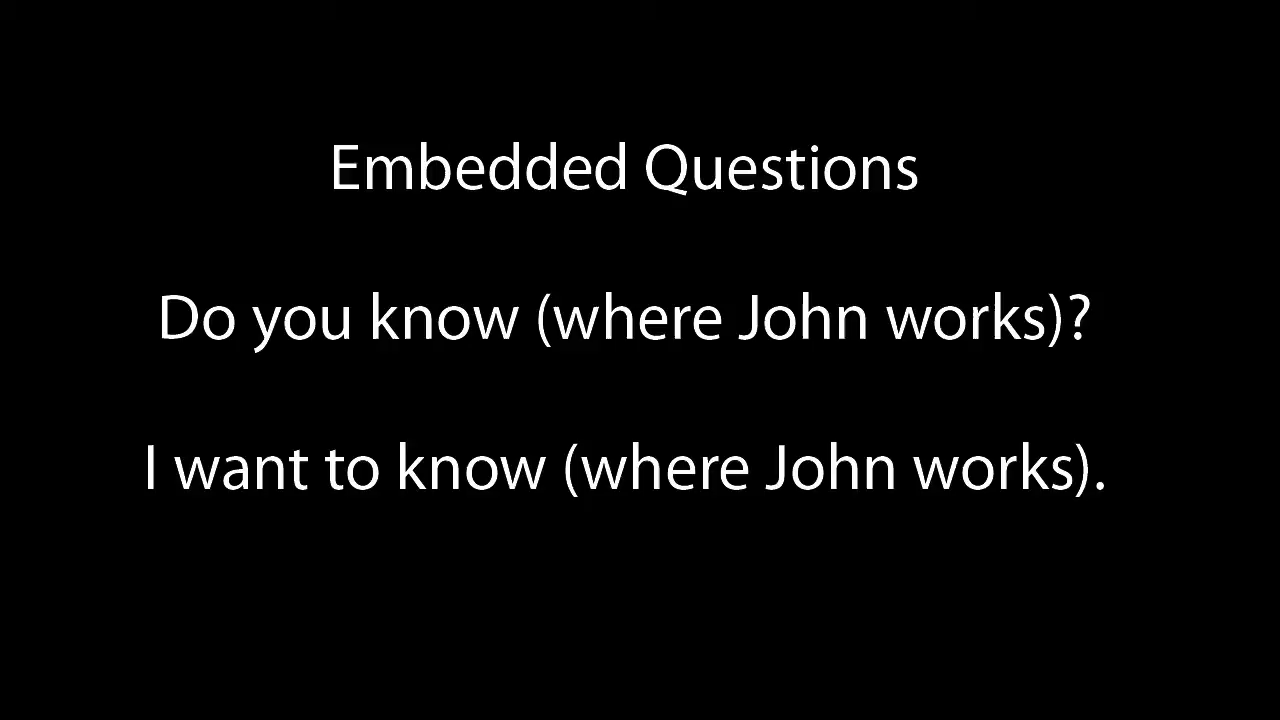 Embedded Questions
Do you know (where John works)?
I want to know (where John works).